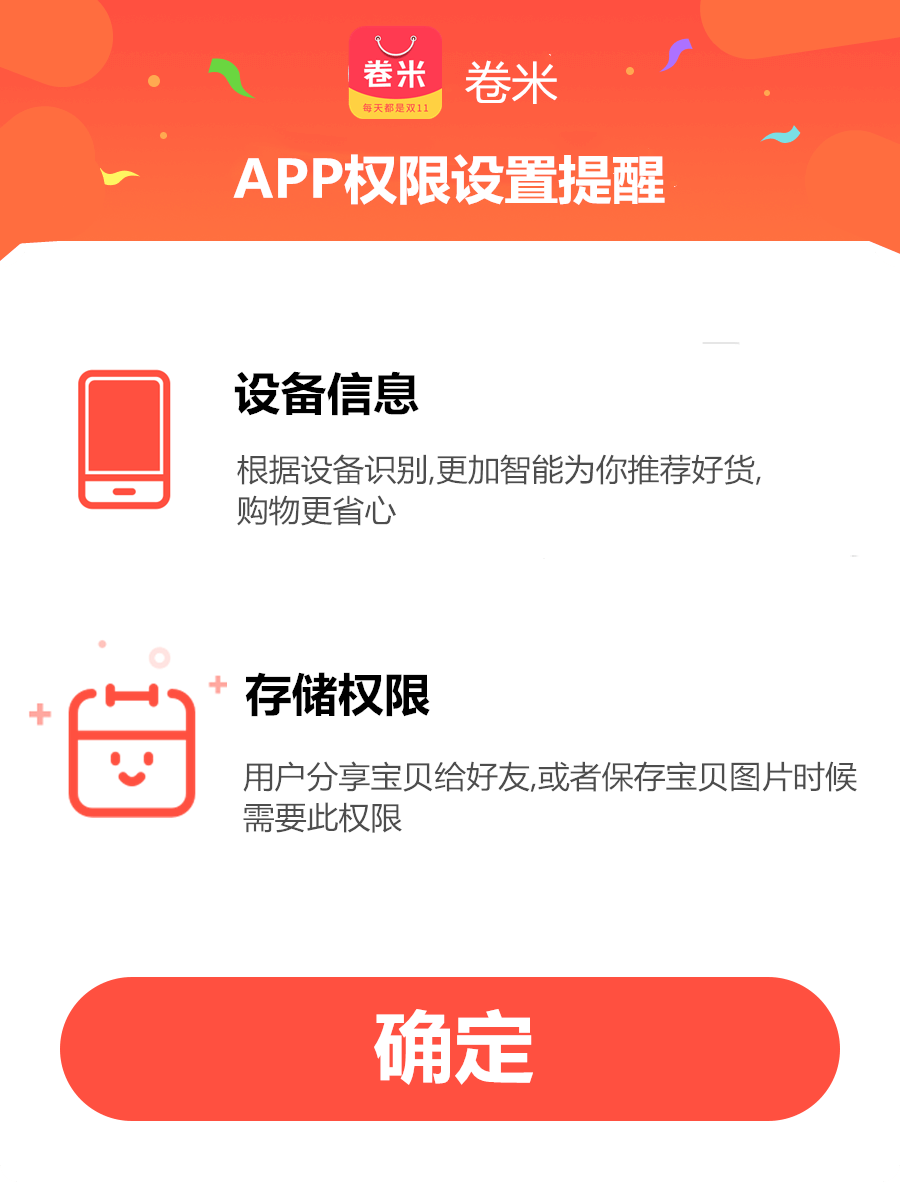 卷米
每天都是双11
卷米
APP权限设置提醒
设备信息
根据设备识别,更加智能为你推荐好货,
购物更省心
存储权限
用户分享宝贝给好友,或者保存宝贝图片时候
需要此权限
确定